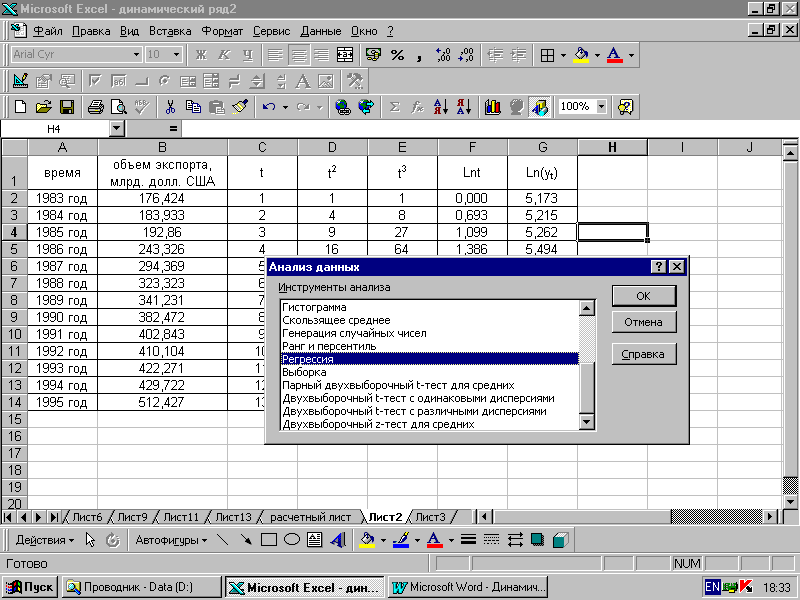 Microsoft Excel - динамический ряд2
Файл Правка Вид Вставка Формат Сервис Данные Окно ?
Arial Cyr 10 Ж К Ч % , ,00
100%
H4 =
A B C D E F G H I J
1 время объем экспорта, t t² t³ Lnt Ln(yt)
млрд. долл. США
2 1983 год 176,424 1 1 1 0,000 5,173
3 1984 год 183,933 2 4 8 0,693 5,215
4 1985 год 192,86 3 9 27 1,099 5,262
5 1986 год 243,326 4 16 64 1,386 5,494
6 1987 год 294,369 5
7 1988 год 323,323 6
8 1989 год 341,231 7
9 1990 год 382,472 8
10 1991 год 402,843 9
11 1992 год 410,104 10
12 1993 год 422,271
13 1994 год 429,722 12
14 1995 год 512,427
15
16
17
18
19
20
Анализ данных
Инструменты анализа
Гистограмма
Скользящее среднее
Генерация случайных чисел
Ранг и персентиль
Регрессия
Выборка
Парный двухвыборочный t-тест для средних
Двухвыборочный t-тест с одинаковыми дисперсиями
Двухвыборочный t-тест с различными дисперсиями
Двухвыборочный z-тест для средних
ОК
Отмена
Справка
Лист6 Лист9 Лист11 Лист13 расчетный лист Лист2 Лист3
Действия Автофигуры
Готово NUM
Пуск Проводник - Data (D:) Microsoft Excel - дин... Microsoft Word - Динамич... EN 18:33